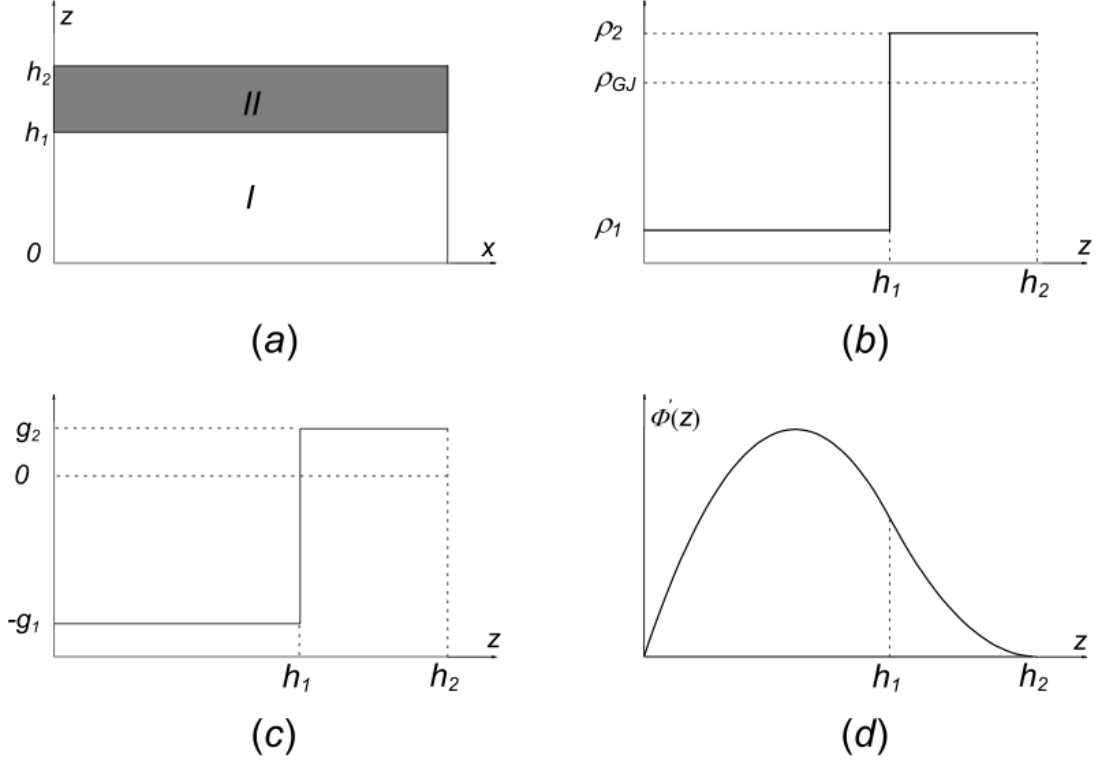 z
h₂
II
h₁
I
0
x
(a)
ρ₂
ρGJ
ρ₁
z
h₁
h₂
(b)
g₂
0
-g₁
z
h₁
h₂
(c)
Φ'(z)
z
h₁
h₂
(d)